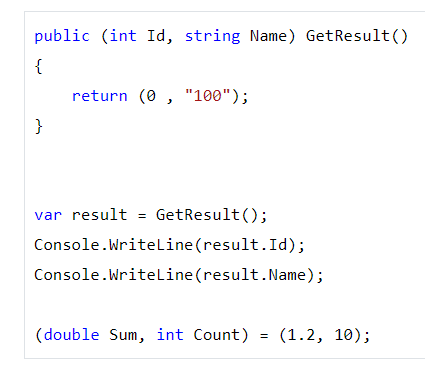 public (int Id, string Name) GetResult()
{
    return (0 , "100");
}
var result = GetResult();
Console.WriteLine(result.Id);
Console.WriteLine(result.Name);
(double Sum, int Count) = (1.2, 10);